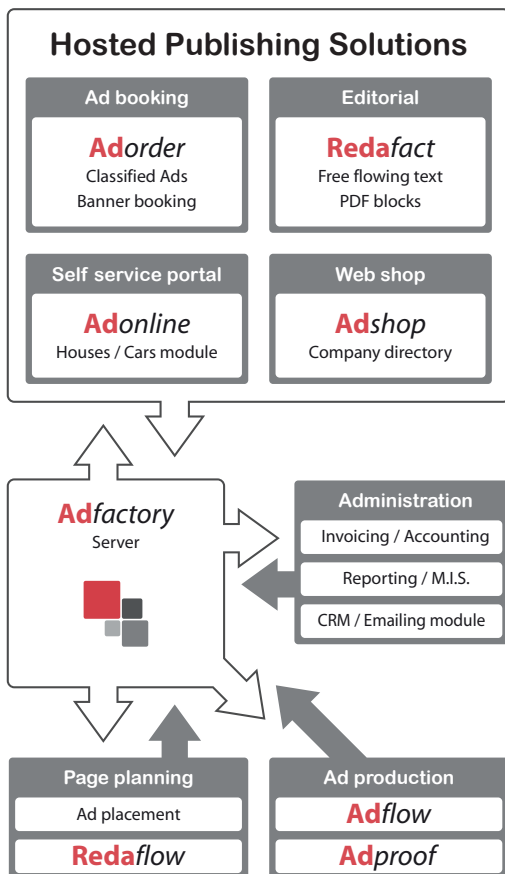 Hosted Publishing Solutions
Ad booking
Adorder
Classified Ads
Banner booking
Editorial
Redafact
Free flowing text
PDF blocks
Self service portal
Adonline
Houses / Cars module
Web shop
Adshop
Company directory
Adfactory
Server
Administration
Invoicing / Accounting
Reporting / M.I.S.
CRM / Emailing module
Page planning
Ad placement
Redaflow
Ad production
Adflow
Adproof